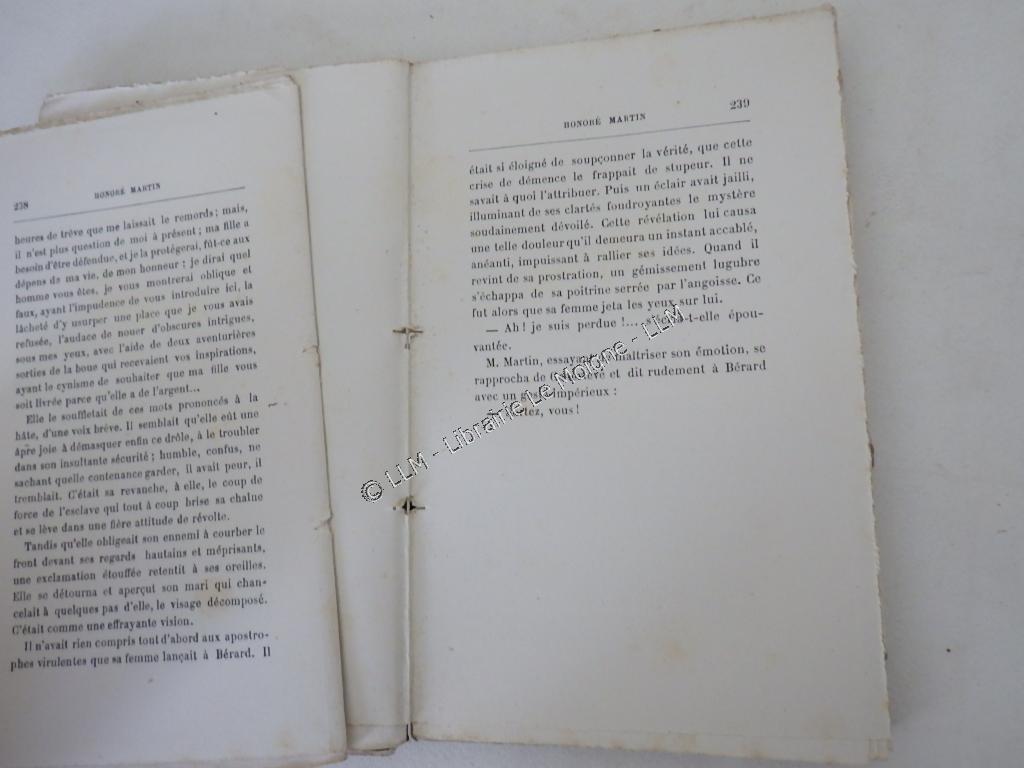 238
HONORÉ MARTIN
heures de trêve que me laissait le remords ; mais,
il n'est plus question de moi à présent ; ma fille a
besoin d'être défendue, et je la protégerai, fût-ce aux
dépens de ma vie, de mon honneur ; je dirai quel
homme vous êtes, je vous montrerai oblique et
faux, ayant l'impudence de vous introduire ici, la
lâcheté d'y usurper une place que je vous avais
refusée, l'audace de nouer d'obscures intrigues,
sous mes yeux, avec l'aide de deux aventurières
sorties de la boue qui recevaient vos inspirations,
ayant le cynisme de souhaiter que ma fille vous
soit livrée parce qu'elle a de l'argent...
Elle le souffletait de ces mots prononcés à la
hâte, d'une voix brève. Il semblait qu'elle eût une
âpre joie à démasquer enfin ce drôle, à le troubler
dans son insultante sécurité ; humble, confus, ne
sachant quelle contenance garder, il avait peur, il
tremblait. C'était sa revanche, à elle, le coup de
force de l'esclave qui tout à coup brise sa chaîne
et se lève dans une fière attitude de révolte.
Tandis qu'elle obligeait son ennemi à courber le
front devant ses regards hautains et méprisants,
une exclamation étouffée retentit à ses oreilles.
Elle se détourna et aperçut son mari qui chan-
celait à quelques pas d'elle, le visage décomposé.
C'était comme une effrayante vision.
Il n'avait rien compris tout d'abord aux apostro-
phes virulentes que sa femme lançait à Bérard. Il
HONORÉ MARTIN
239
était si éloigné de soupçonner la vérité, que cette
crise de démence le frappait de stupeur. Il ne
savait à quoi l'attribuer. Puis un éclair avait jailli,
illuminant de ses clartés foudroyantes le mystère
soudainement dévoilé. Cette révélation lui causa
une telle douleur qu'il demeura un instant accablé,
anéanti, impuissant à rallier ses idées. Quand il
revint de sa prostration, un gémissement lugubre
s'échappa de sa poitrine serrée par l'angoisse. Ce
fut alors que sa femme jeta les yeux sur lui.
— Ah ! je suis perdue !... s'écria-t-elle épou-
vantée.
M. Martin, essayant de maîtriser son émotion, se
rapprocha de et dit rudement à Bérard
avec un geste impérieux :
— Sortez, vous !
© LLM - Librairie Le Moigne - LLM